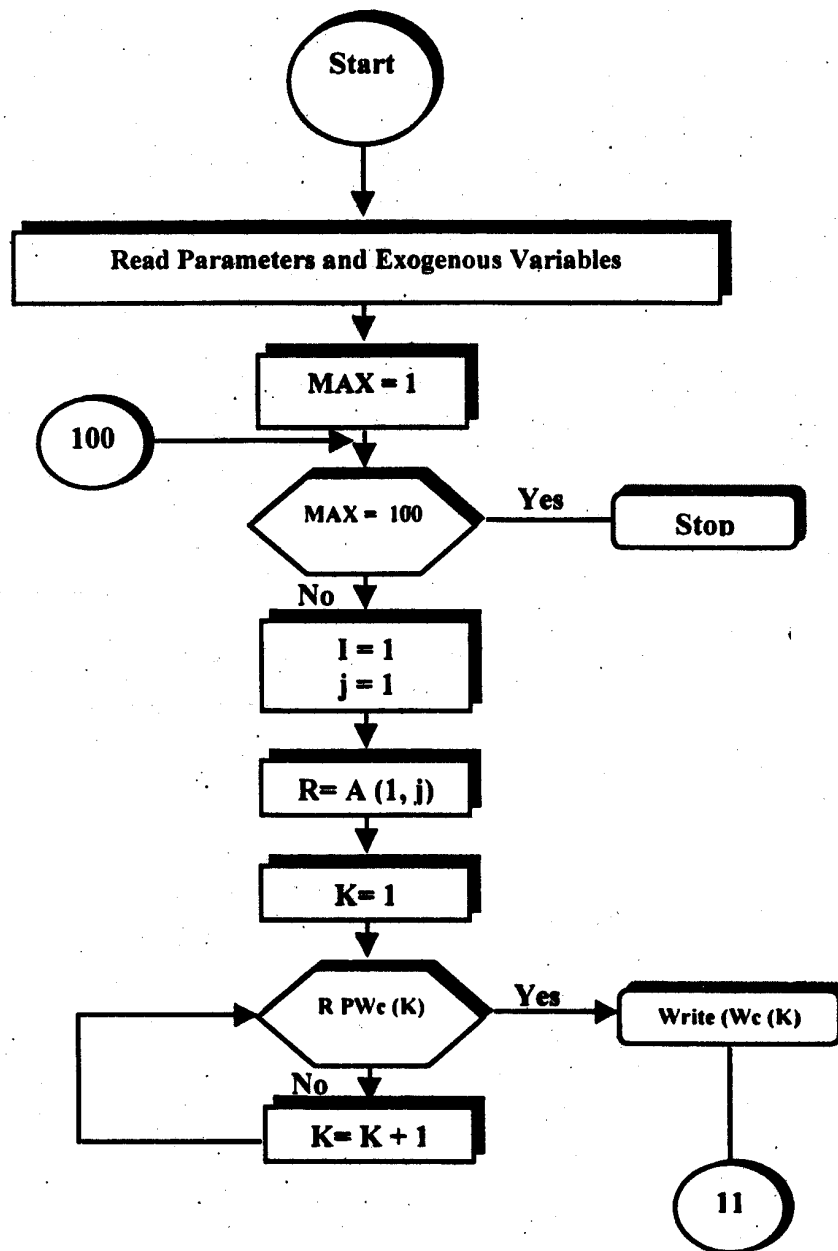 Start
Read Parameters and Exogenous Variables
MAX = 1
100
MAX = 100
Yes
Stop
No
I = 1
j = 1
R= A (1, j)
K= 1
R PWc (K)
Yes
Write (Wc (K)
No
K= K + 1
11